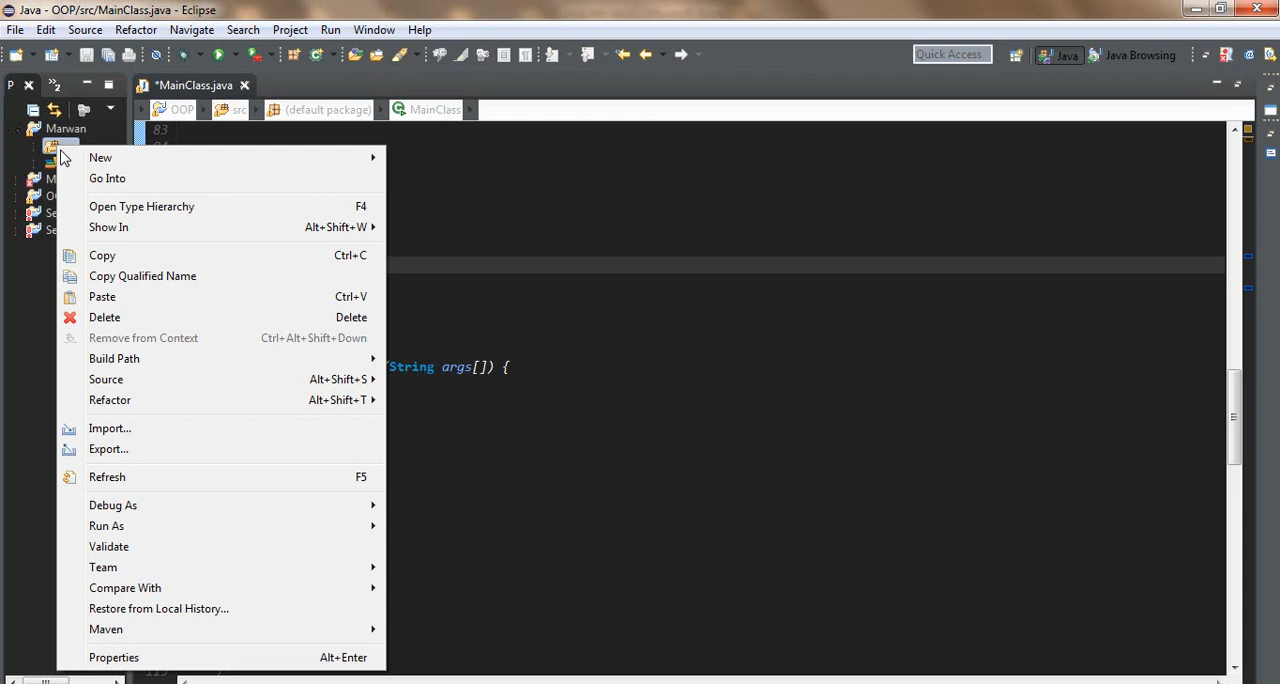 Java - OOP/src/MainClass.java - Eclipse
File Edit Source Refactor Navigate Search Project Run Window Help
Quick Access Java Java Browsing
P 2 *MainClass.java
OOP src (default package) MainClass
Marwan
83
New
Go Into
Open Type Hierarchy F4
Show In Alt+Shift+W
Copy Ctrl+C
Copy Qualified Name
Paste Ctrl+V
Delete Delete
Remove from Context Ctrl+Alt+Shift+Down
Build Path
(String args[]) {
Source Alt+Shift+S
Refactor Alt+Shift+T
Import...
Export...
Refresh F5
Debug As
Run As
Validate
Team
Compare With
Restore from Local History...
Maven
Properties Alt+Enter